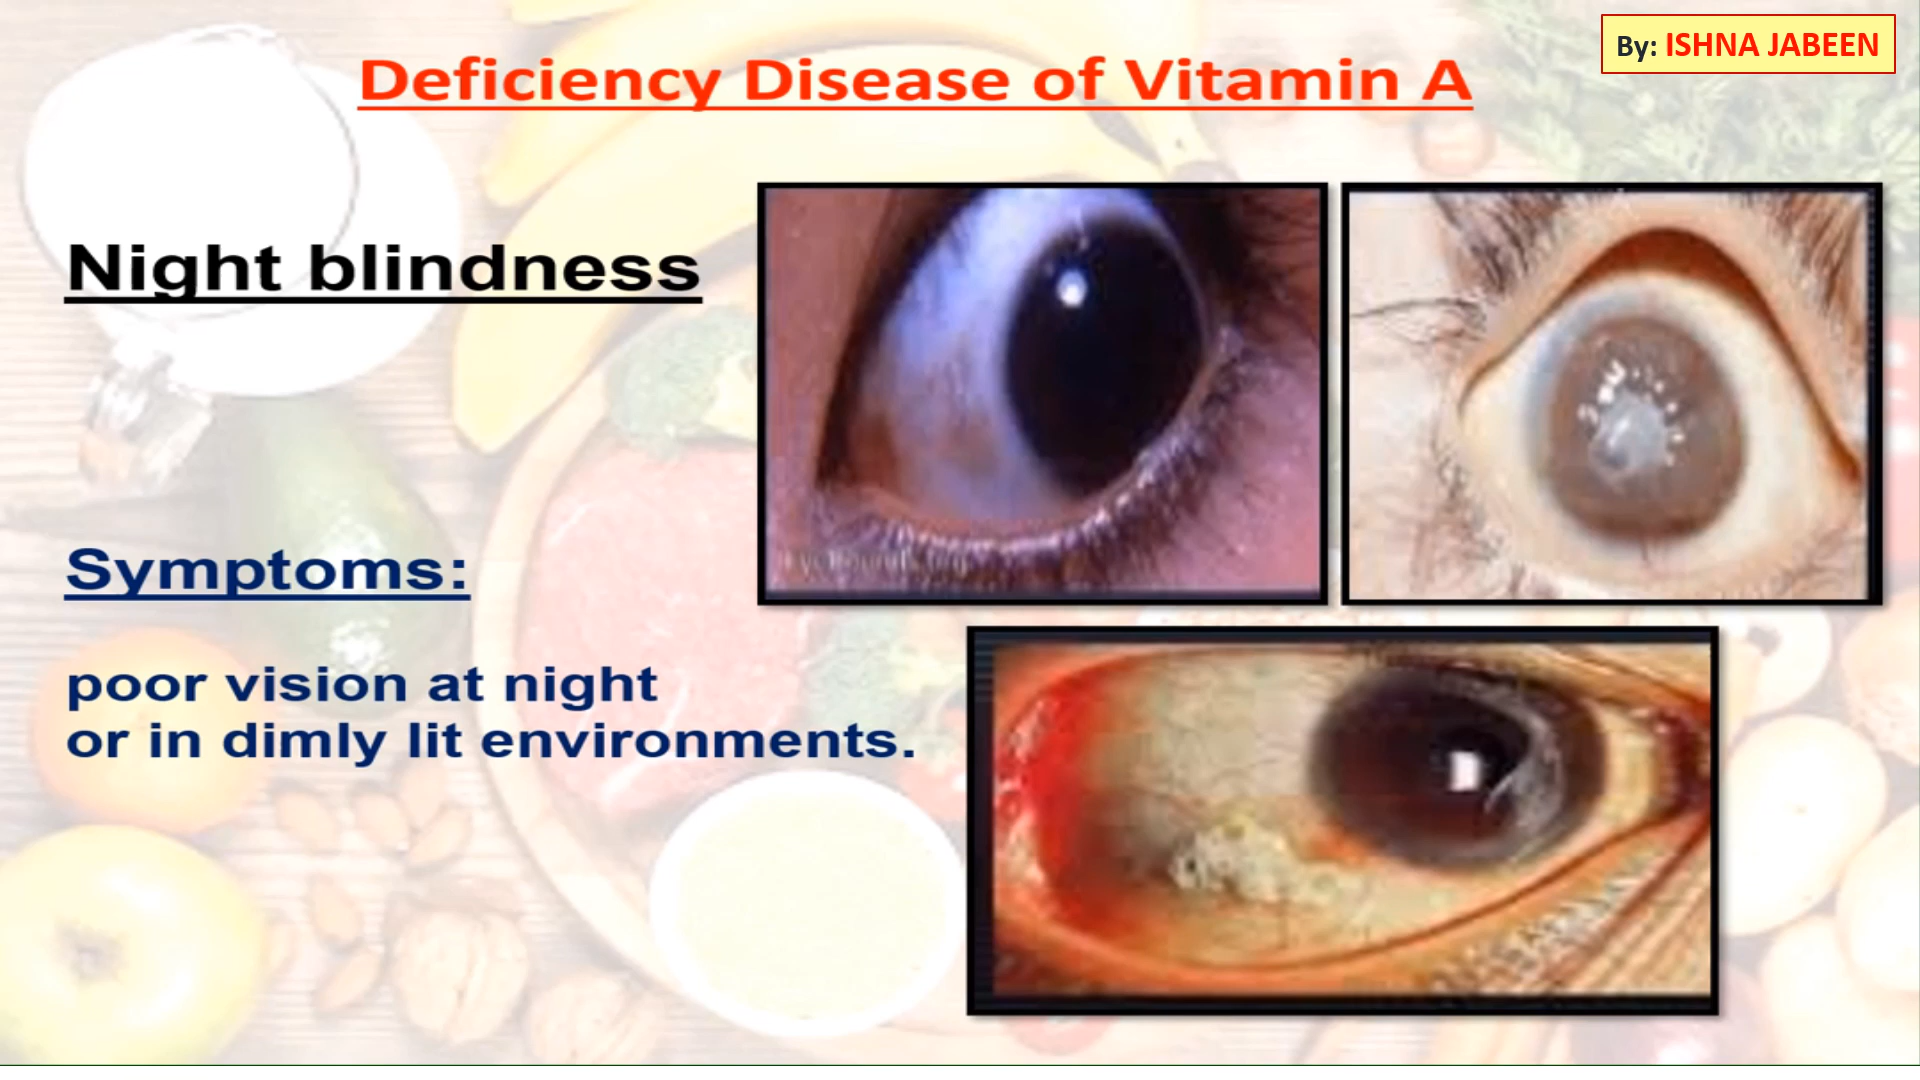 By: ISHNA JABEEN
Deficiency Disease of Vitamin A
Night blindness
Symptoms:
poor vision at night
or in dimly lit environments.